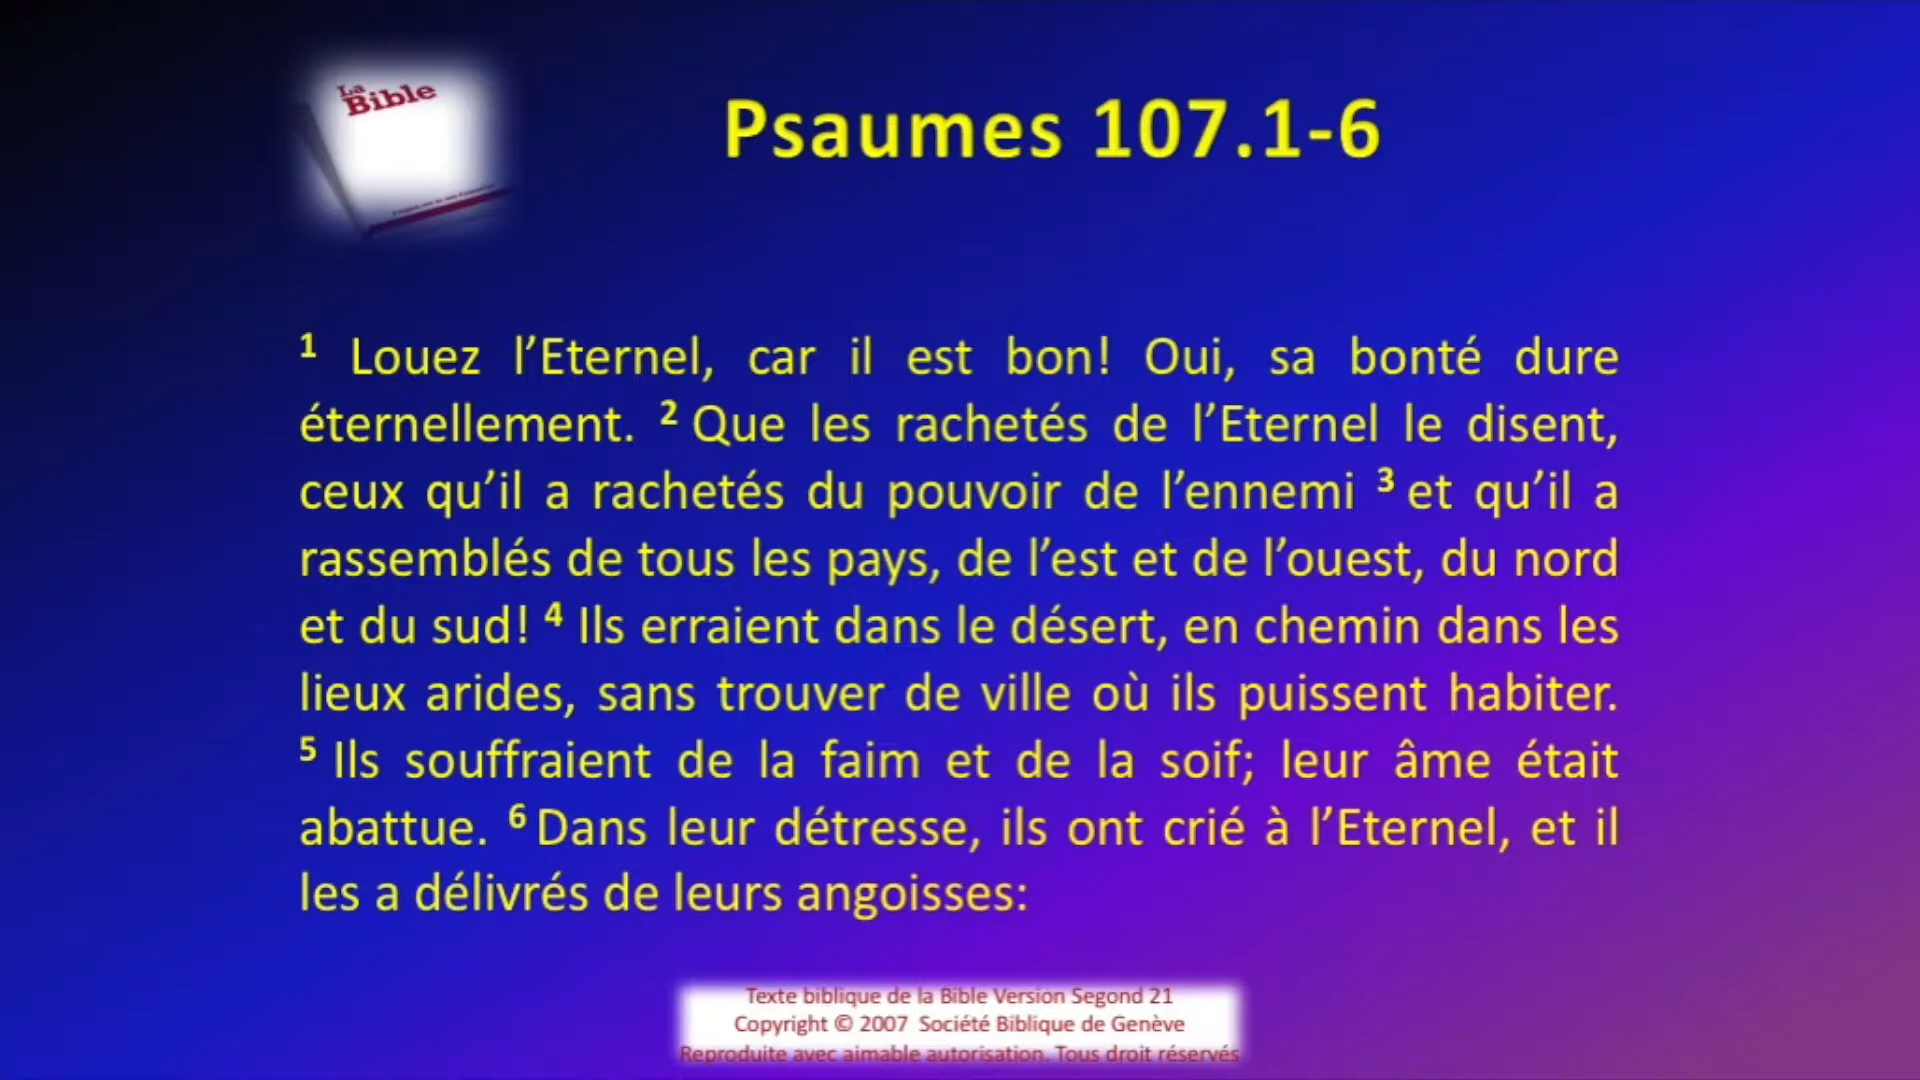 La
Bible
Psaumes 107.1-6
1 Louez l’Eternel, car il est bon! Oui, sa bonté dure
éternellement. 2 Que les rachetés de l’Eternel le disent,
ceux qu’il a rachetés du pouvoir de l’ennemi 3 et qu’il a
rassemblés de tous les pays, de l’est et de l’ouest, du nord
et du sud! 4 Ils erraient dans le désert, en chemin dans les
lieux arides, sans trouver de ville où ils puissent habiter.
5 Ils souffraient de la faim et de la soif; leur âme était
abattue. 6 Dans leur détresse, ils ont crié à l’Eternel, et il
les a délivrés de leurs angoisses:
Texte biblique de la Bible Version Segond 21
Copyright © 2007 Société Biblique de Genève
Reproduite avec aimable autorisation. Tous droit réservés